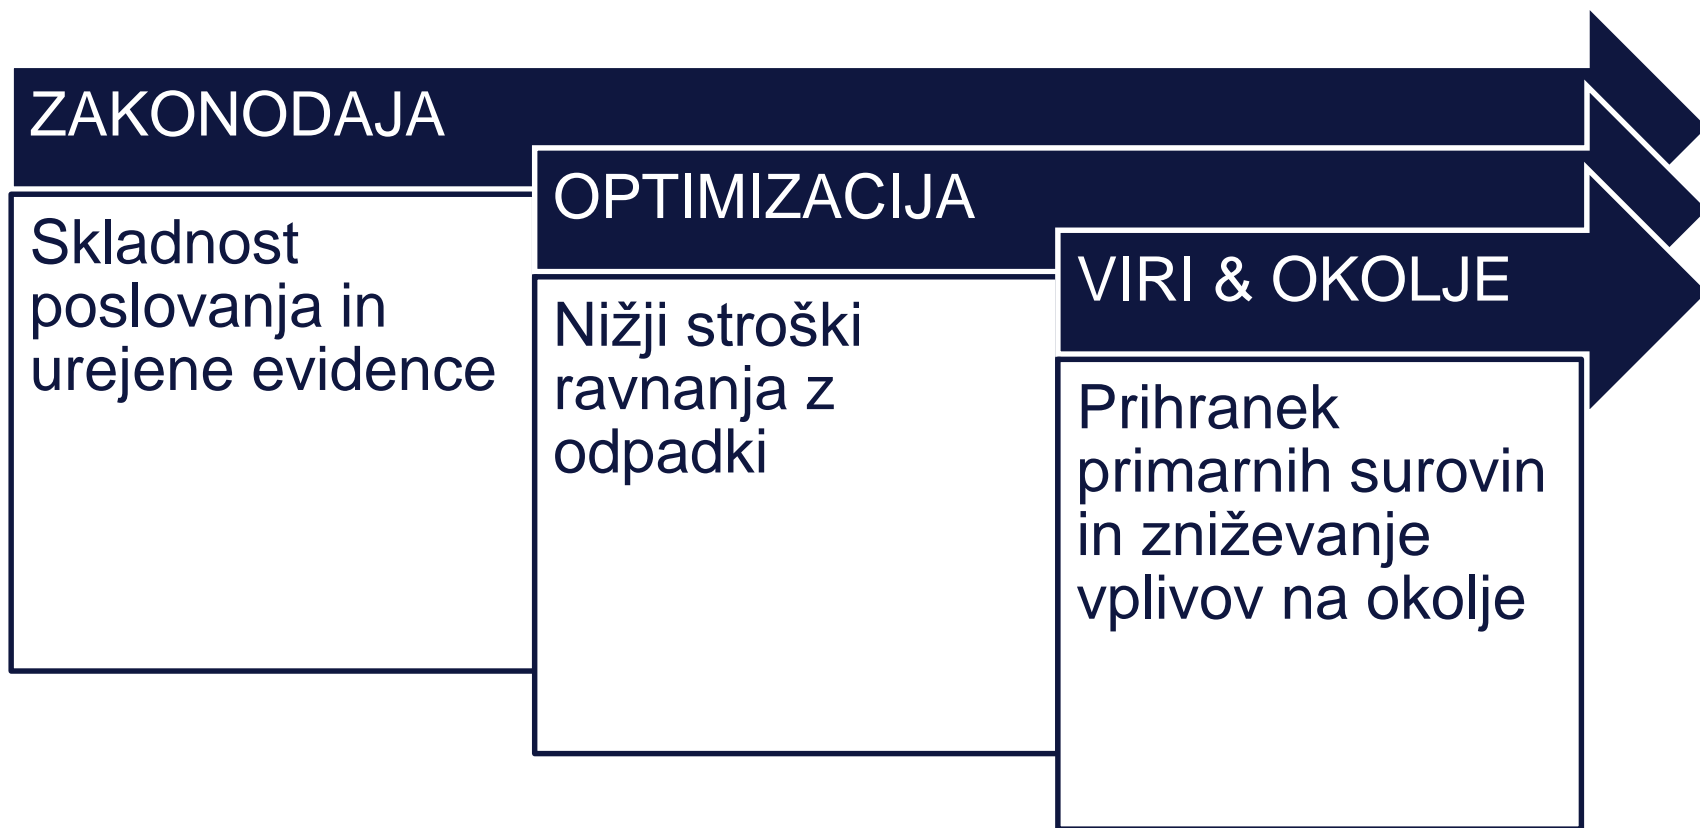 ZAKONODAJA
Skladnost
poslovanja in
urejene evidence
OPTIMIZACIJA
Nižji stroški
ravnanja z
odpadki
VIRI & OKOLJE
Prihranek
primarnih surovin
in zniževanje
vplivov na okolje